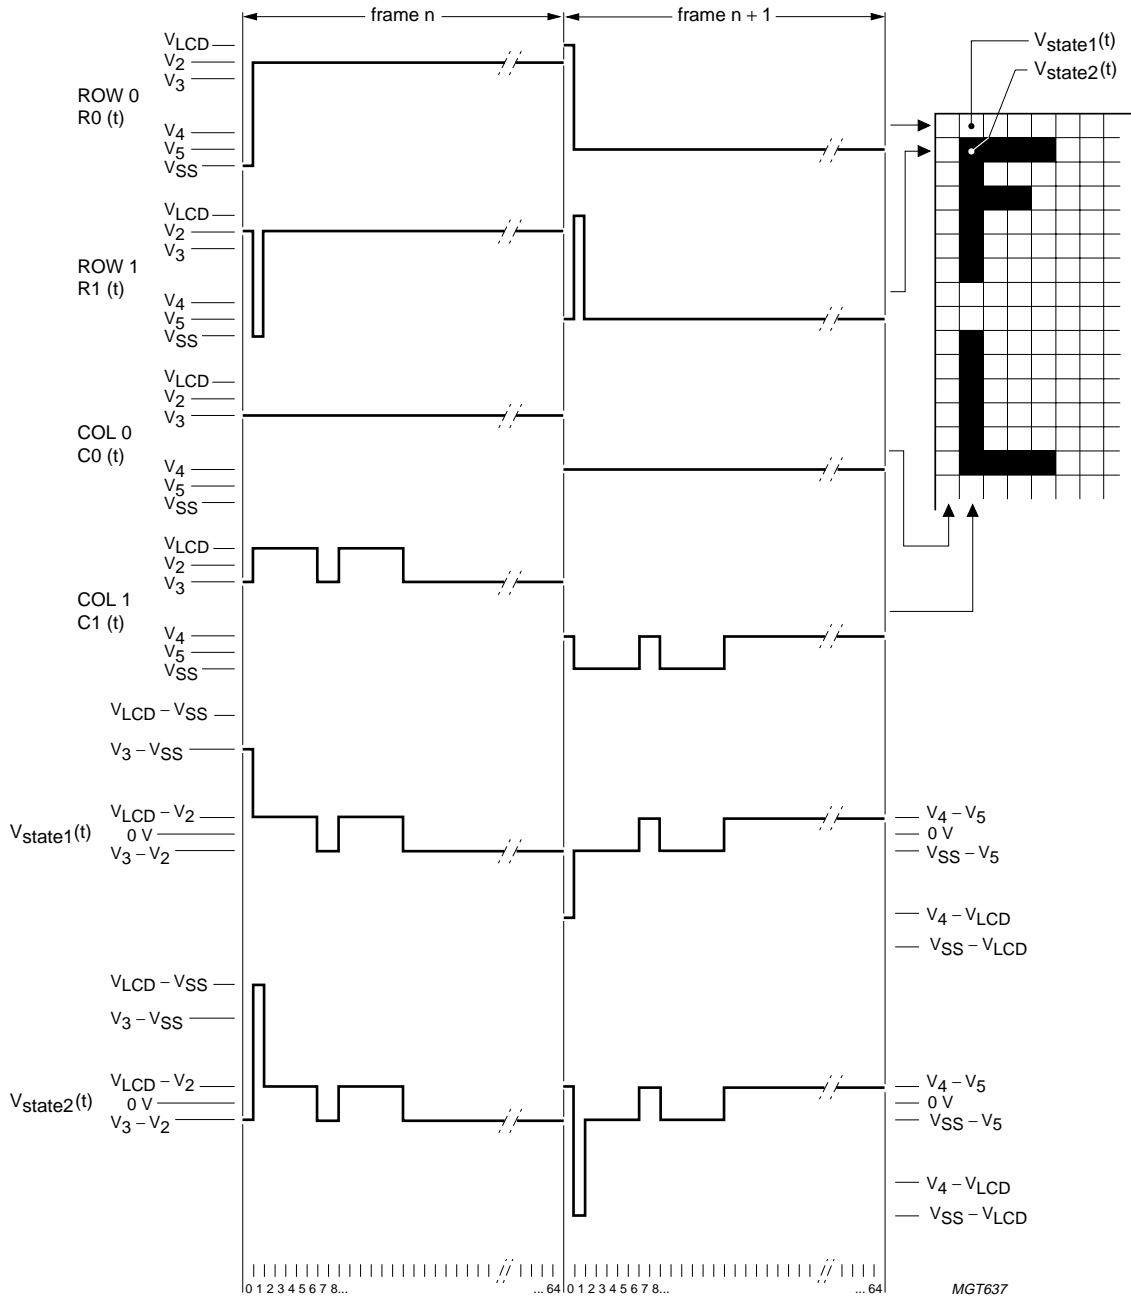 frame n
frame n + 1
VLCD
V2
V3
ROW 0
R0 (t)
V4
V5
VSS
Vstate1(t)
Vstate2(t)
VLCD
V2
V3
ROW 1
R1 (t)
V4
V5
VSS
VLCD
V2
V3
COL 0
C0 (t)
V4
V5
VSS
VLCD
V2
V3
COL 1
C1 (t)
V4
V5
VSS
VLCD – VSS
V3 – VSS
VLCD – V2
Vstate1(t)
0 V
V3 – V2
V4 – V5
0 V
VSS – V5
V4 – VLCD
VSS – VLCD
VLCD – VSS
V3 – VSS
VLCD – V2
Vstate2(t)
0 V
V3 – V2
V4 – V5
0 V
VSS – V5
V4 – VLCD
VSS – VLCD
0 1 2 3 4 5 6 7 8... ... 64 0 1 2 3 4 5 6 7 8... ... 64
MGT637